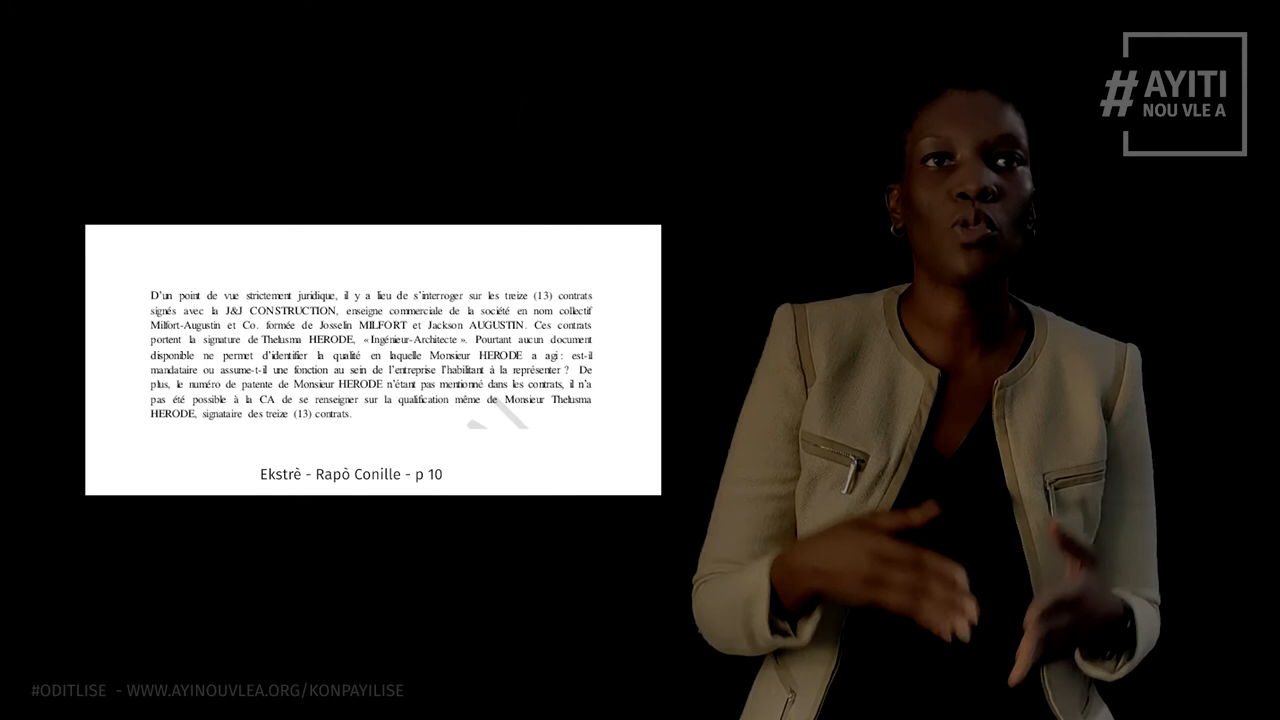 # AYITI
NOU VLE A
D'un point de vue strictement juridique, il y a lieu de s'interroger sur les treize (13) contrats
signés avec la J&J CONSTRUCTION, enseigne commerciale de la société en nom collectif
Milfort-Augustin et Co. formée de Josselin MILFORT et Jackson AUGUSTIN. Ces contrats
portent la signature de Thelusma HERODE, « Ingénieur-Architecte ». Pourtant aucun document
disponible ne permet d'identifier la qualité en laquelle Monsieur HERODE a agi : est-il
mandataire ou assume-t-il une fonction au sein de l'entreprise l'habilitant à la représenter ? De
plus, le numéro de patente de Monsieur HERODE n'étant pas mentionné dans les contrats, il n'a
pas été possible à la CA de se renseigner sur la qualification même de Monsieur Thelusma
HERODE, signataire des treize (13) contrats.
Ekstrè - Rapò Conille - p 10
#ODITLISE - WWW.AYINOUVLEA.ORG/KONPAYILISE